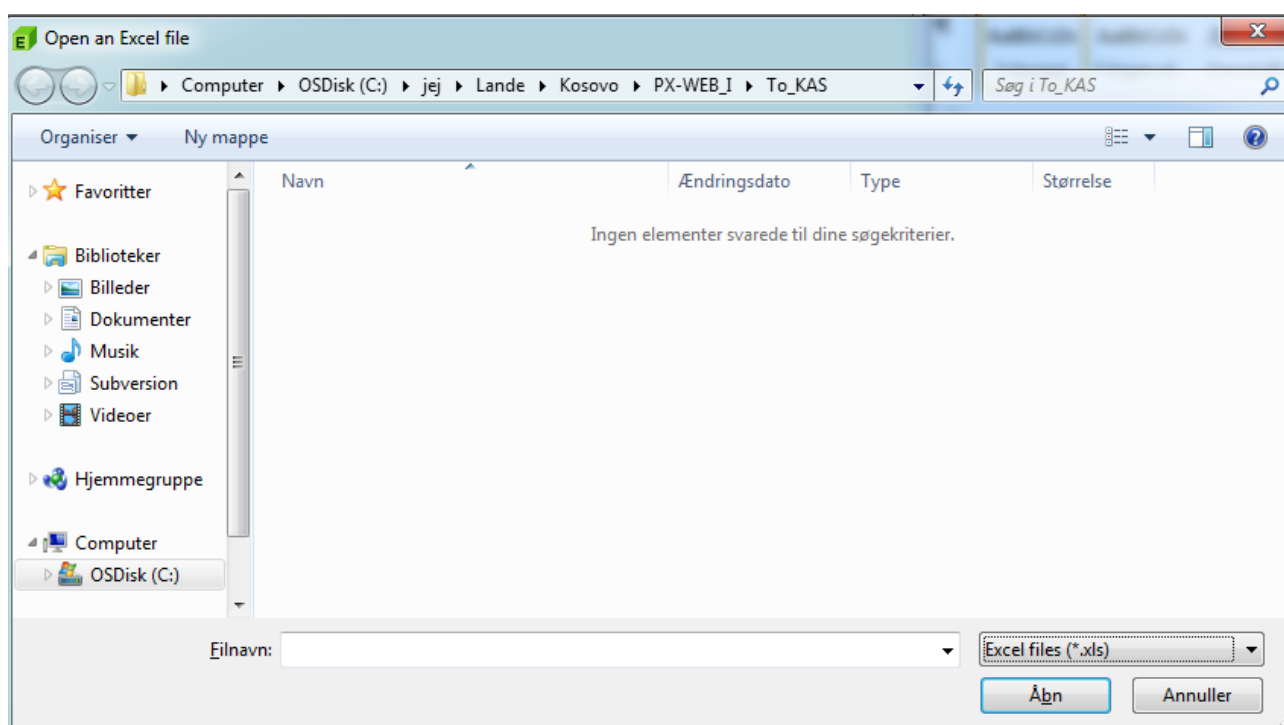 Open an Excel file
Computer OSDisk (C:) jej Lande Kosovo PX-WEB_I To_KAS
Søg i To_KAS
Organiser Ny mappe
Navn Ændringsdato Type Størrelse
Ingen elementer svarede til dine søgekriterier.
Favoritter
Biblioteker
Billeder
Dokumenter
Musik
Subversion
Videoer
Hjemmegruppe
Computer
OSDisk (C:)
Filnavn:
Excel files (*.xls)
Åbn Annuller